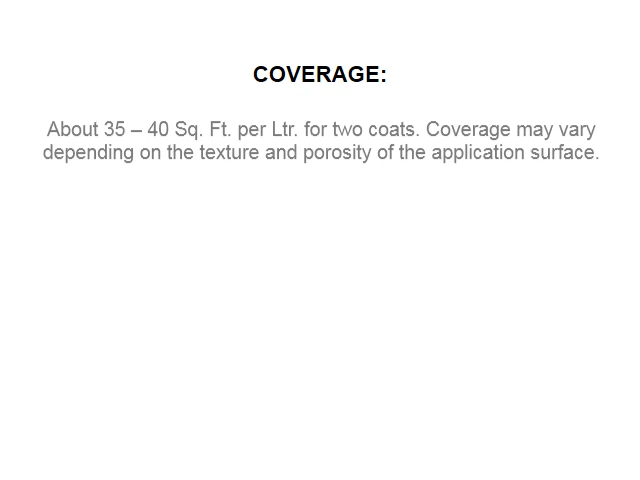 COVERAGE:
About 35 – 40 Sq. Ft. per Ltr. for two coats. Coverage may vary
depending on the texture and porosity of the application surface.